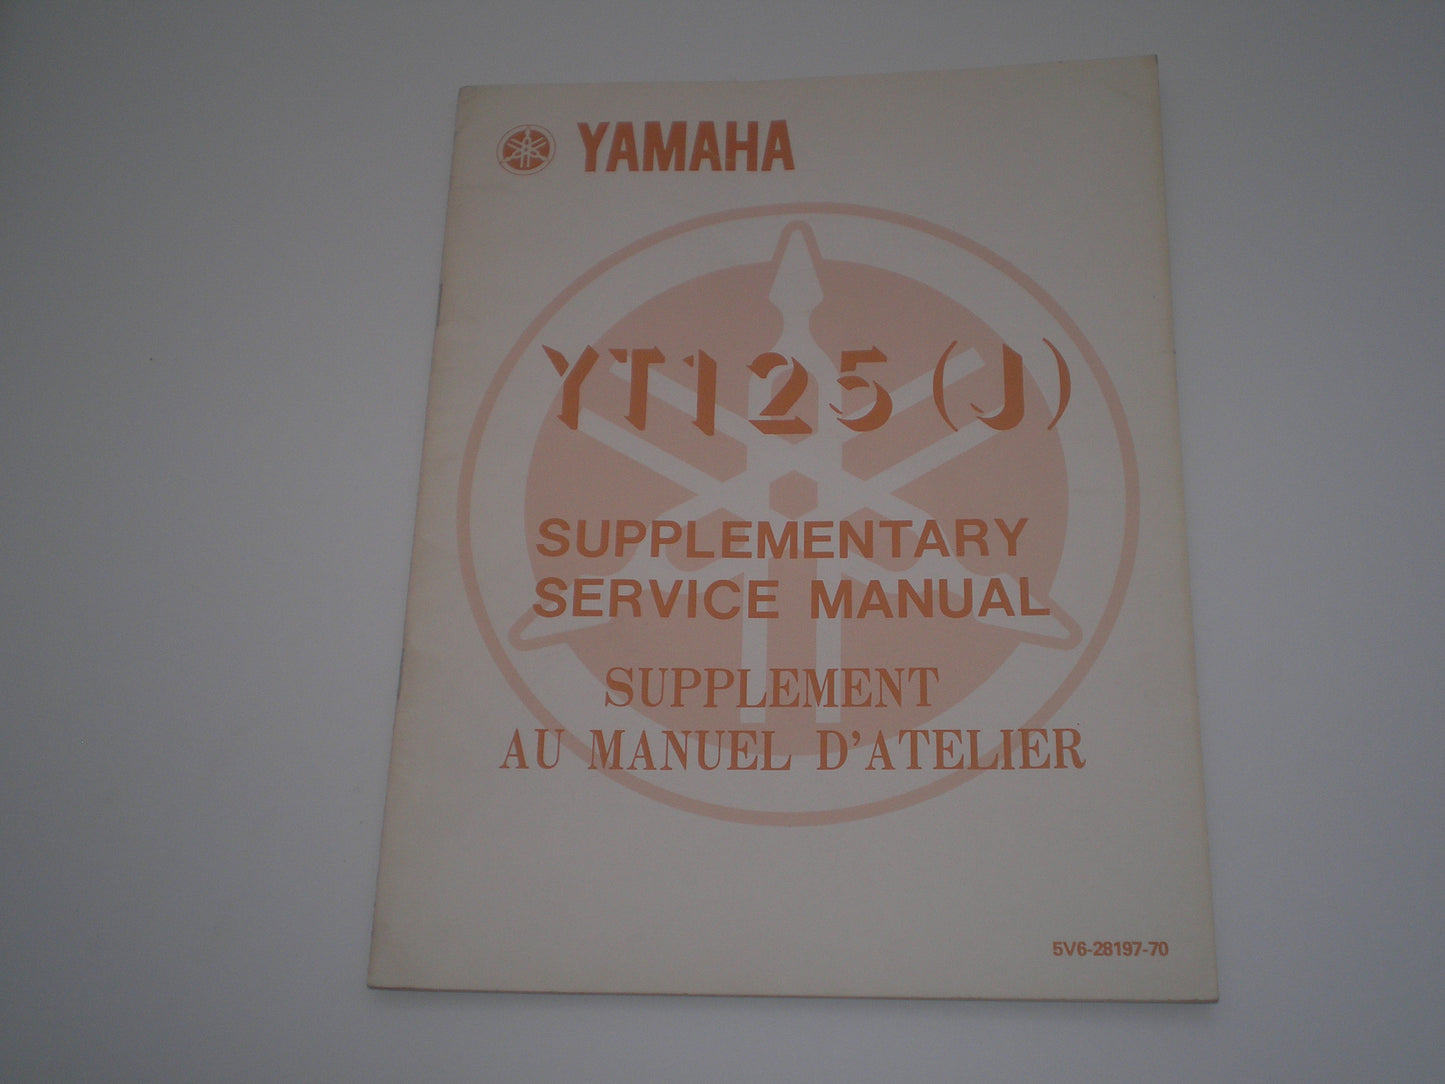 YAMAHA
YT125(J)
SUPPLEMENTARY
SERVICE MANUAL
SUPPLEMENT
AU MANUEL D'ATELIER
5V6-28197-70